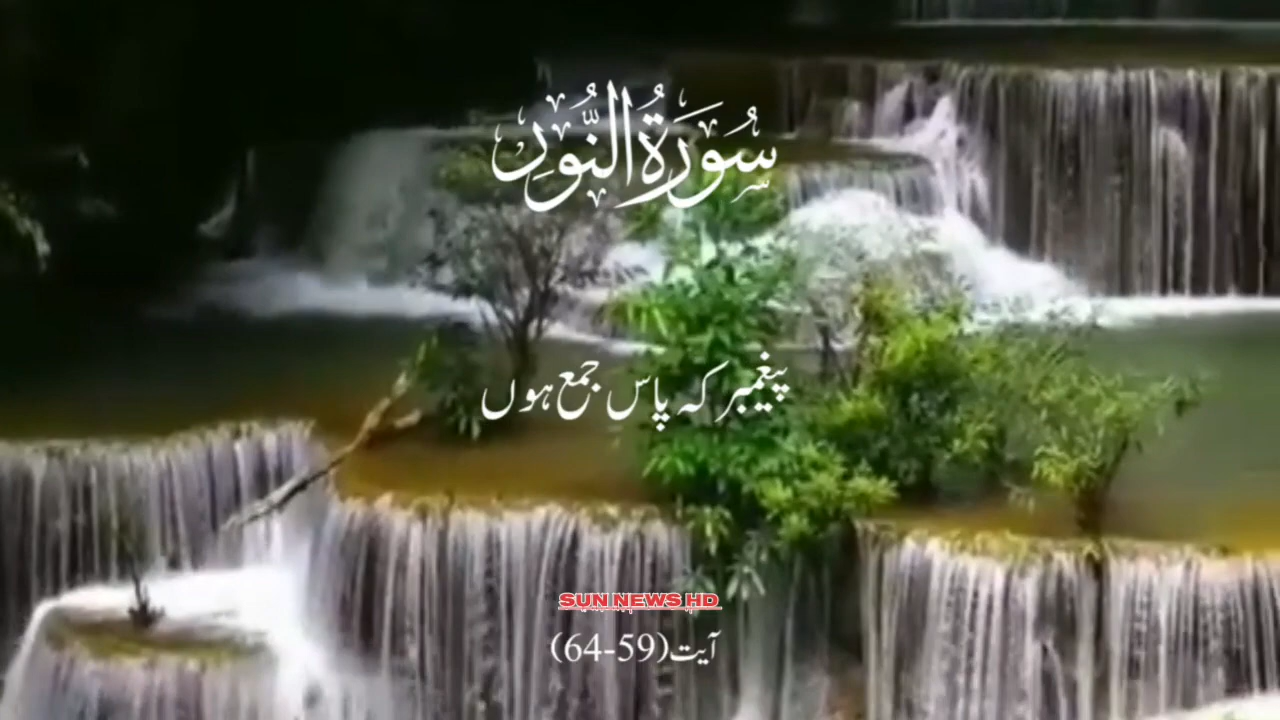 سُورَةُ النُّورِ
پیغمبر کہ پاس جمع ہوں
SUN NEWS HD
آیت(59-64)